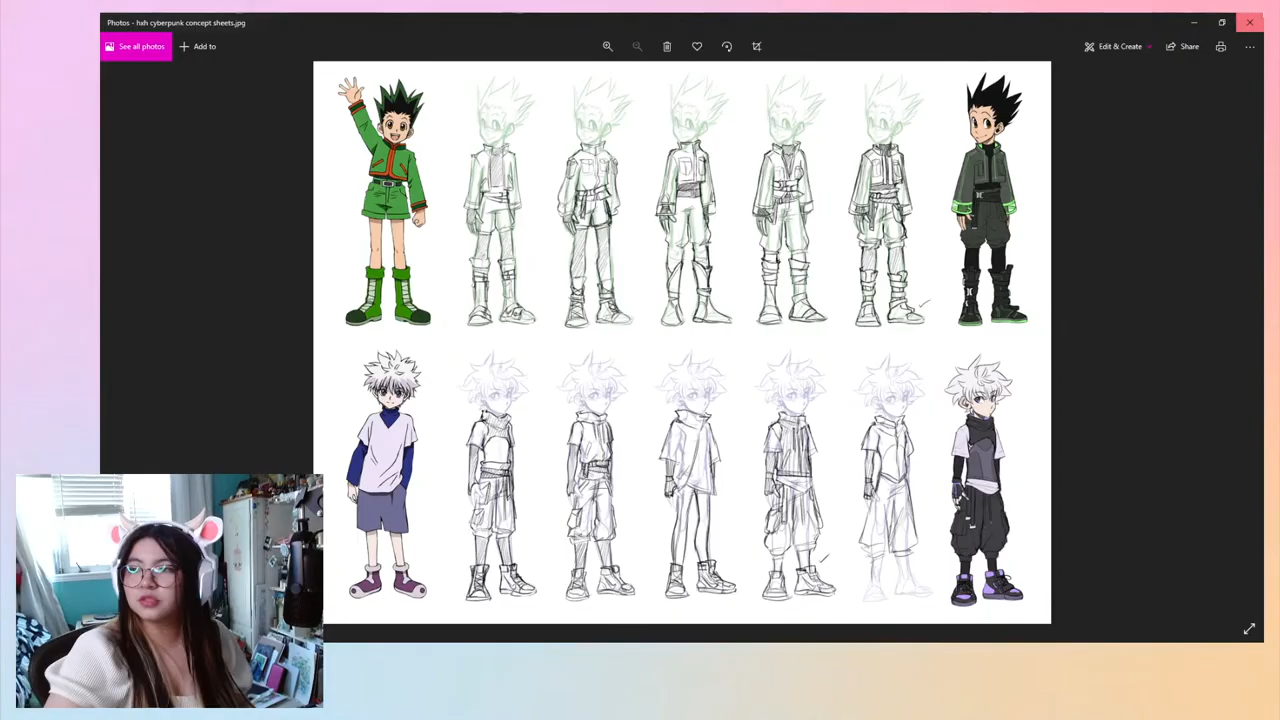 Photos - hxh cyberpunk concept sheets.jpg
See all photos
Add to
Edit & Create
Share